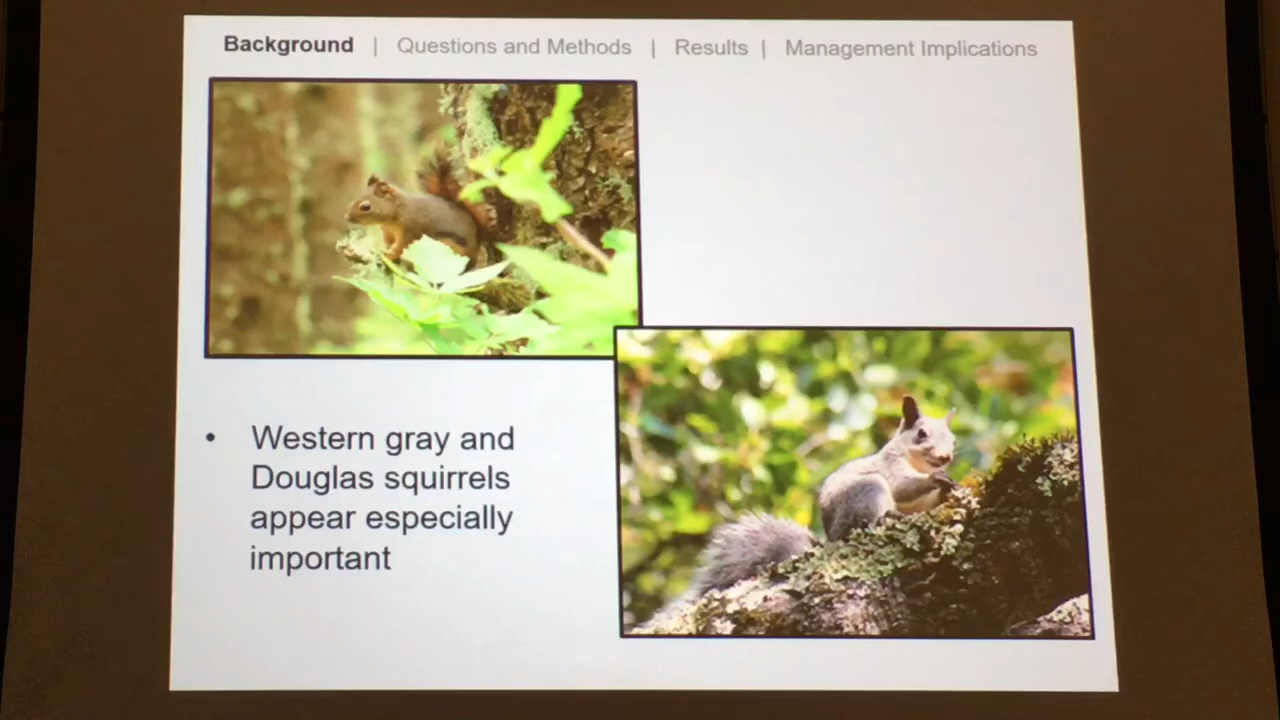 Background | Questions and Methods | Results | Management Implications
• Western gray and
Douglas squirrels
appear especially
important